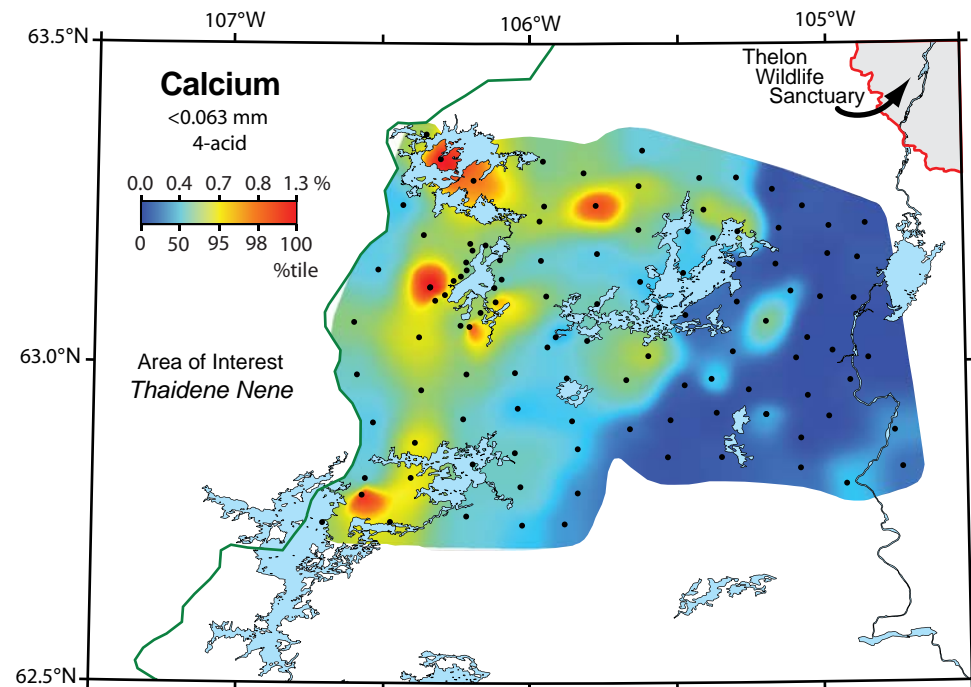 107°W 106°W 105°W
63.5°N
Calcium
<0.063 mm
4-acid
0.0 0.4 0.7 0.8 1.3 %
0 50 95 98 100
%tile
Thelon
Wildlife
Sanctuary
63.0°N
Area of Interest
Thaidene Nene
62.5°N